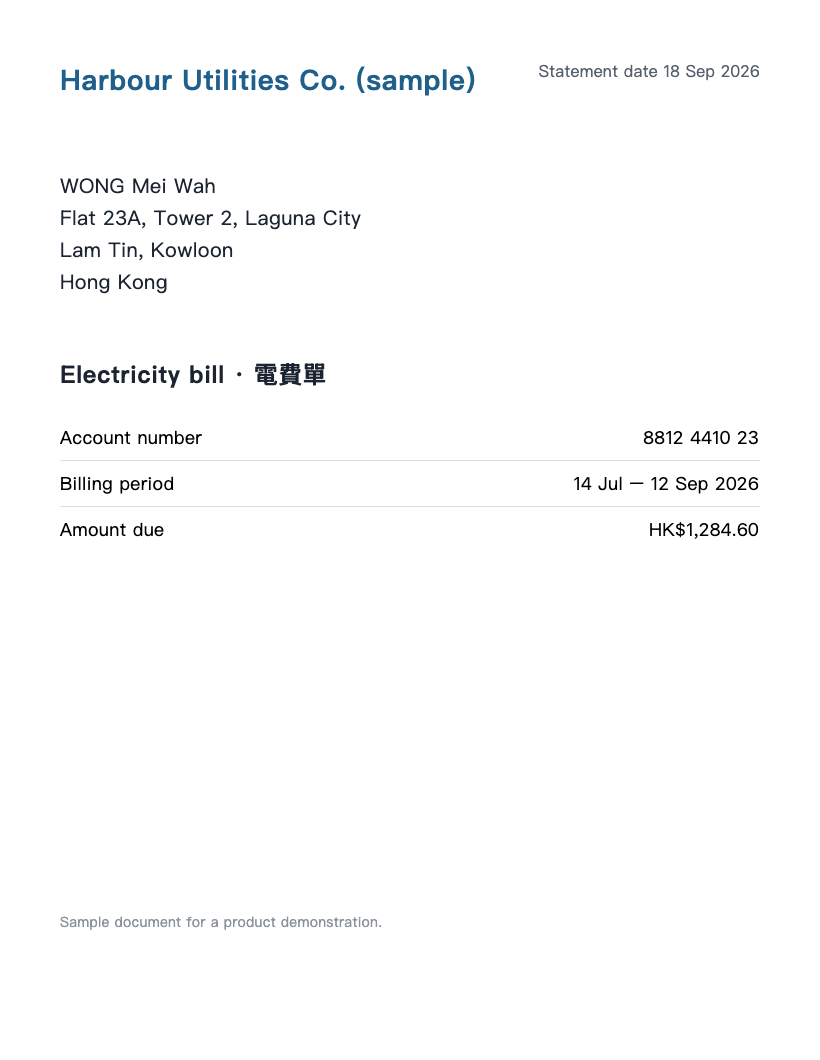 Harbour Utilities Co. (sample)
Statement date 18 Sep 2026
WONG Mei Wah
Flat 23A, Tower 2, Laguna City
Lam Tin, Kowloon
Hong Kong
Electricity bill · 電費單
Account number 8812 4410 23
Billing period 14 Jul – 12 Sep 2026
Amount due HK$1,284.60
Sample document for a product demonstration.